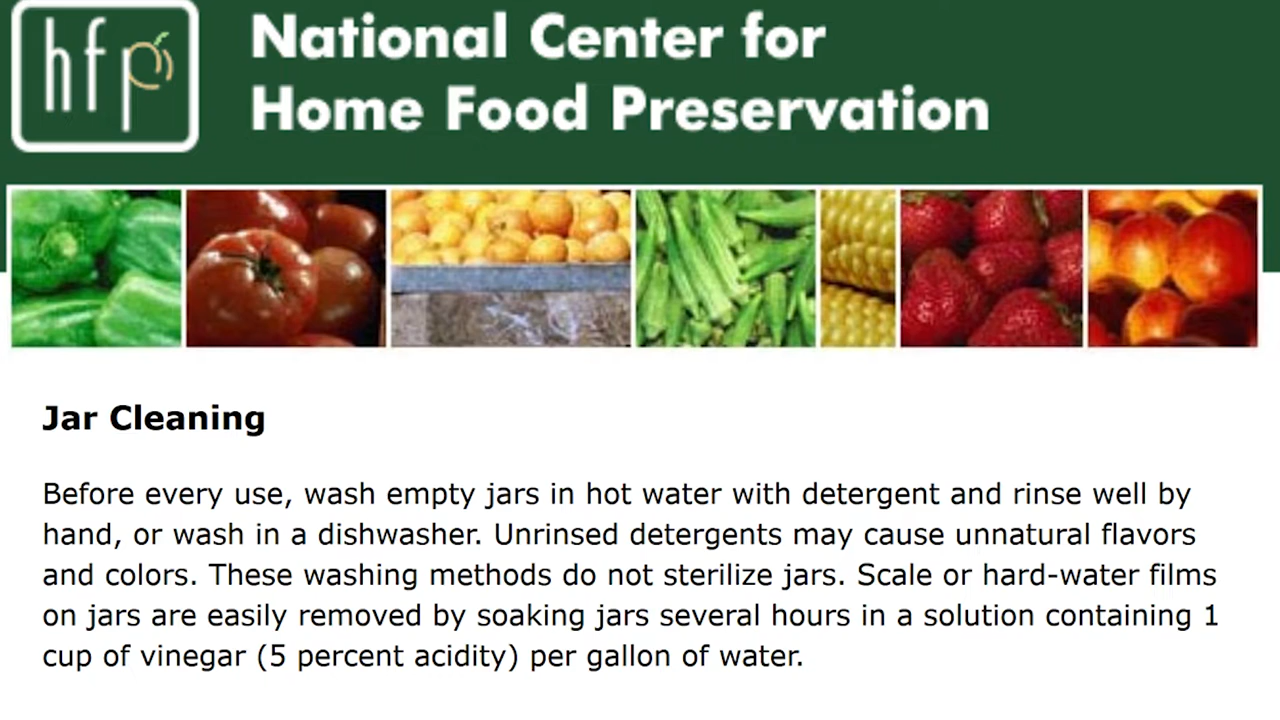 hfp
National Center for
Home Food Preservation
Jar Cleaning
Before every use, wash empty jars in hot water with detergent and rinse well by
hand, or wash in a dishwasher. Unrinsed detergents may cause unnatural flavors
and colors. These washing methods do not sterilize jars. Scale or hard-water films
on jars are easily removed by soaking jars several hours in a solution containing 1
cup of vinegar (5 percent acidity) per gallon of water.